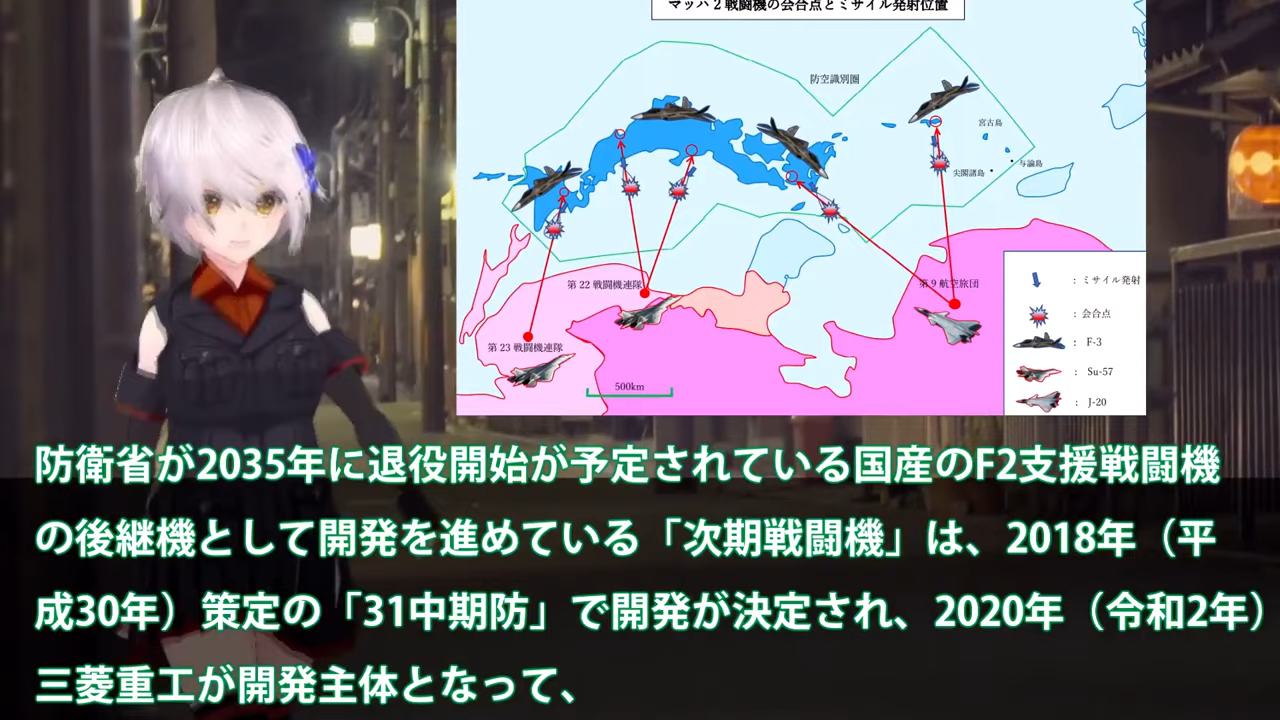 マッハ2戦闘機の会合点とミサイル発射位置
防空識別圏
宮古島
与論島
尖閣諸島
第22戦闘機連隊
第9航空旅団
第23戦闘機連隊
500km
：ミサイル発射
：会合点
： F-3
： Su-57
： J-20
防衛省が2035年に退役開始が予定されている国産のF2支援戦闘機
の後継機として開発を進めている「次期戦闘機」は、2018年（平
成30年）策定の「31中期防」で開発が決定され、2020年（令和2年）
三菱重工が開発主体となって、